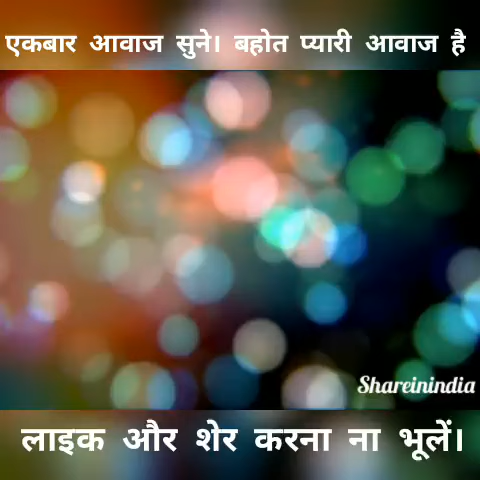 एकबार आवाज सुने। बहोत प्यारी आवाज है
Shareinindia
लाइक और शेर करना ना भूलें।